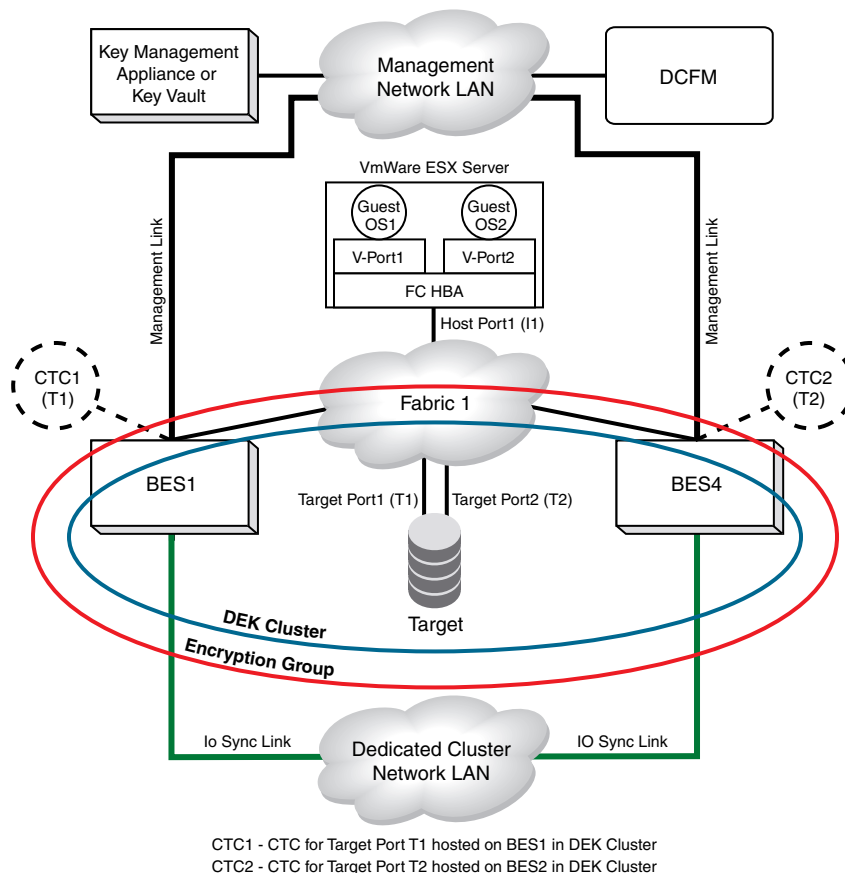 Key Management
Appliance or
Key Vault
Management
Network LAN
DCFM
VmWare ESX Server
Guest
OS1
Guest
OS2
V-Port1
V-Port2
FC HBA
Management Link
Management Link
Host Port1 (I1)
CTC1
(T1)
CTC2
(T2)
Fabric 1
BES1
BES4
Target Port1 (T1)
Target Port2 (T2)
Target
DEK Cluster
Encryption Group
Io Sync Link
IO Sync Link
Dedicated Cluster
Network LAN
CTC1 - CTC for Target Port T1 hosted on BES1 in DEK Cluster
CTC2 - CTC for Target Port T2 hosted on BES2 in DEK Cluster